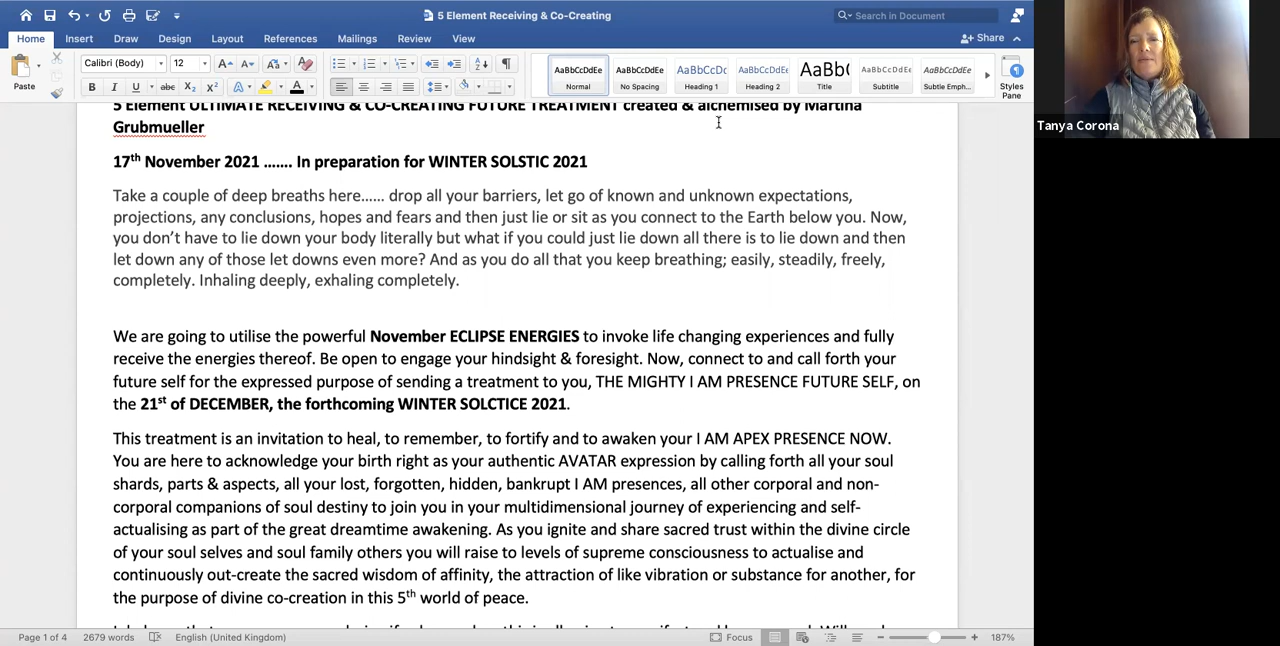 5 Element Receiving & Co-Creating
Search in Document
Home Insert Draw Design Layout References Mailings Review View
Share
Paste
Calibri (Body) 12
AaBbCcDdEe AaBbCcDdEe AaBbCcDc AaBbCcDdEe AaBb( AaBbCcDdEe AaBbCcDdEe
Normal No Spacing Heading 1 Heading 2 Title Subtitle Subtle Emph...
Styles
Pane
B I U abc X₂ X² A A
5 Element ULTIMATE RECEIVING & CO-CREATING FUTURE TREATMENT created & alchemised by Martina
Grubmueller
17th November 2021 ....... In preparation for WINTER SOLSTIC 2021
Take a couple of deep breaths here...... drop all your barriers, let go of known and unknown expectations,
projections, any conclusions, hopes and fears and then just lie or sit as you connect to the Earth below you. Now,
you don't have to lie down your body literally but what if you could just lie down all there is to lie down and then
let down any of those let downs even more? And as you do all that you keep breathing; easily, steadily, freely,
completely. Inhaling deeply, exhaling completely.
We are going to utilise the powerful November ECLIPSE ENERGIES to invoke life changing experiences and fully
receive the energies thereof. Be open to engage your hindsight & foresight. Now, connect to and call forth your
future self for the expressed purpose of sending a treatment to you, THE MIGHTY I AM PRESENCE FUTURE SELF, on
the 21st of DECEMBER, the forthcoming WINTER SOLCTICE 2021.
This treatment is an invitation to heal, to remember, to fortify and to awaken your I AM APEX PRESENCE NOW.
You are here to acknowledge your birth right as your authentic AVATAR expression by calling forth all your soul
shards, parts & aspects, all your lost, forgotten, hidden, bankrupt I AM presences, all other corporal and non-
corporal companions of soul destiny to join you in your multidimensional journey of experiencing and self-
actualising as part of the great dreamtime awakening. As you ignite and share sacred trust within the divine circle
of your soul selves and soul family others you will raise to levels of supreme consciousness to actualise and
continuously out-create the sacred wisdom of affinity, the attraction of like vibration or substance for another, for
the purpose of divine co-creation in this 5th world of peace.
Page 1 of 4 2679 words English (United Kingdom) Focus 187%
Tanya Corona